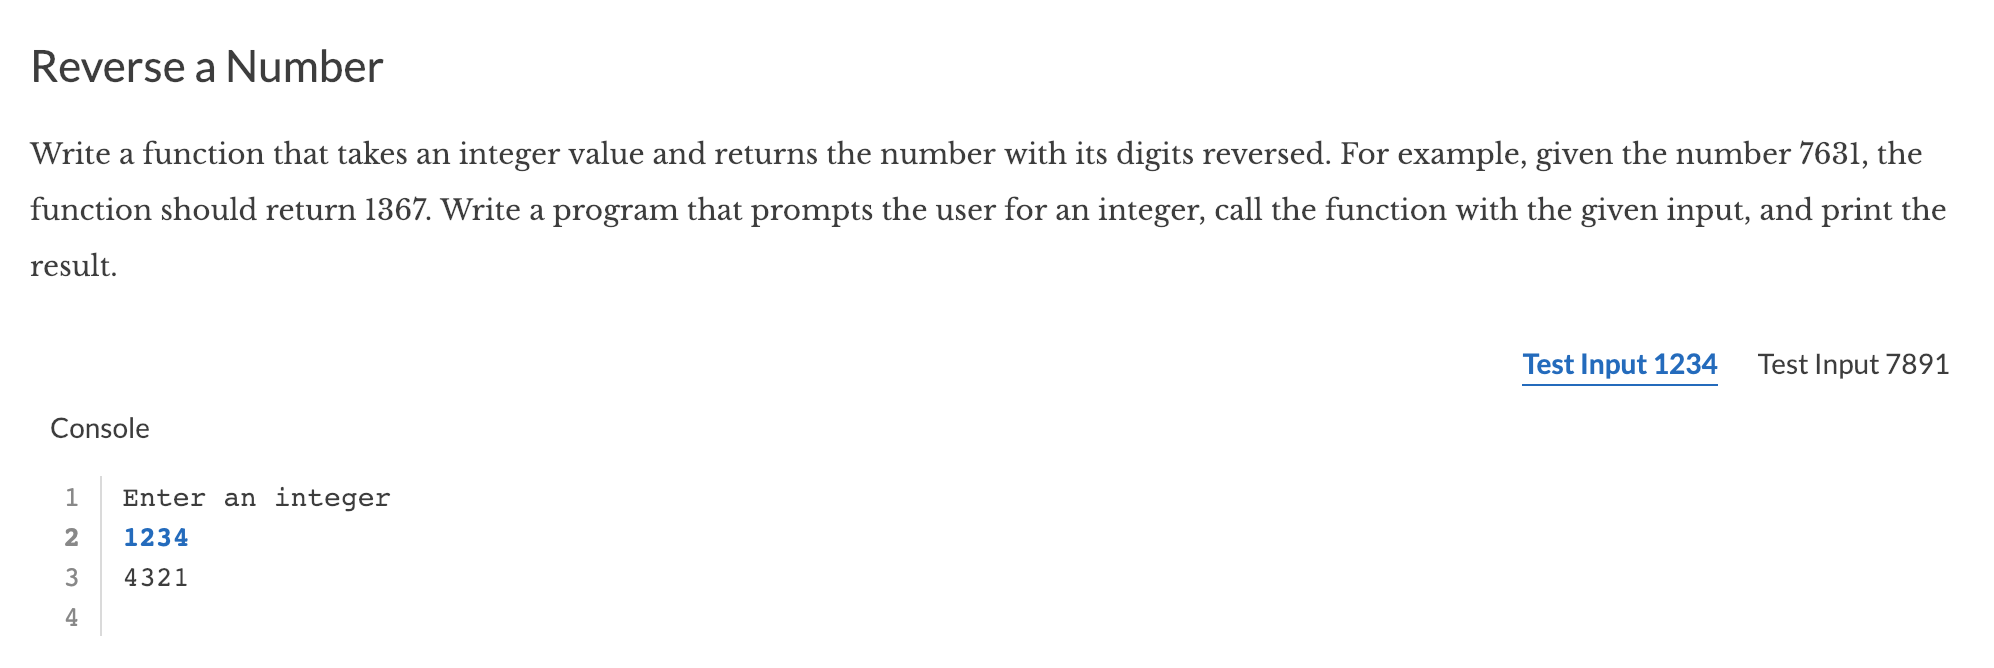 Reverse a Number
Write a function that takes an integer value and returns the number with its digits reversed. For example, given the number 7631, the
function should return 1367. Write a program that prompts the user for an integer, call the function with the given input, and print the
result.
Test Input 1234 Test Input 7891
Console
1 Enter an integer
2 1234
3 4321
4